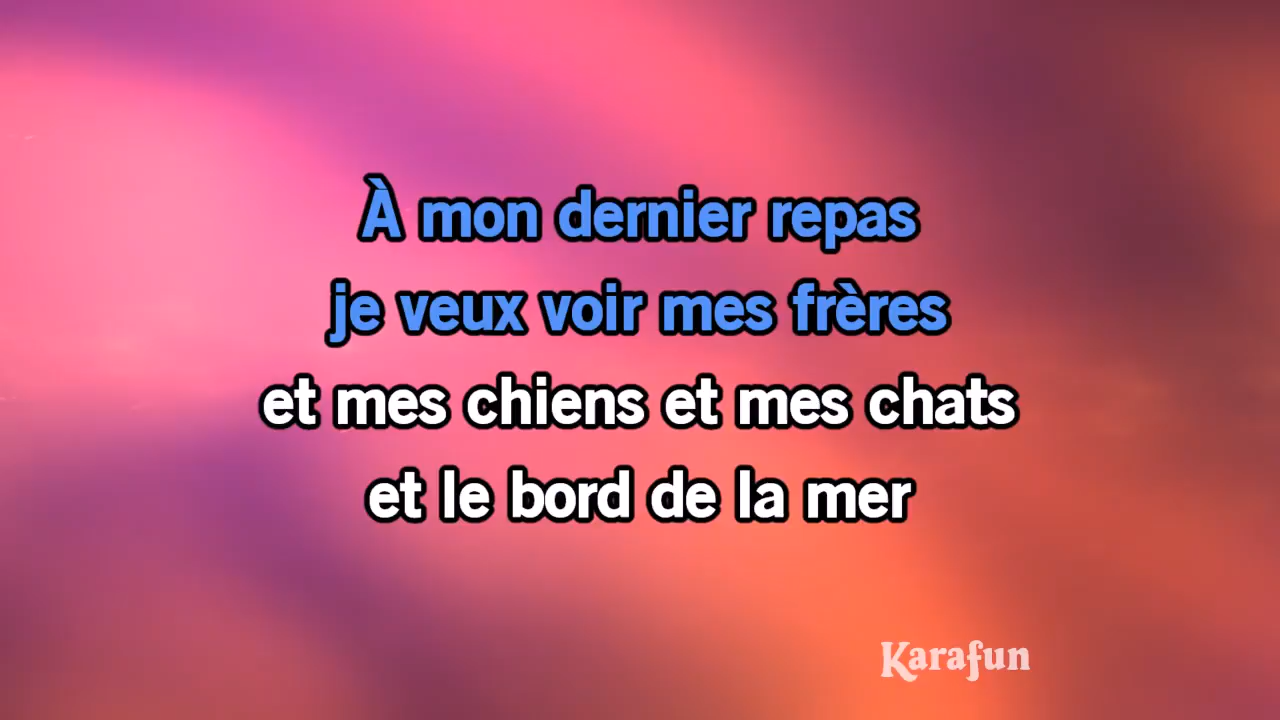 À mon dernier repas
je veux voir mes frères
et mes chiens et mes chats
et le bord de la mer
Karafun